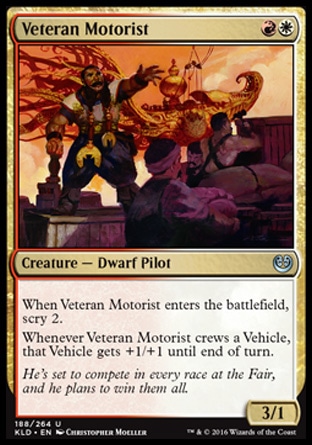 Veteran Motorist
Creature — Dwarf Pilot
When Veteran Motorist enters the battlefield,
scry 2.
Whenever Veteran Motorist crews a Vehicle,
that Vehicle gets +1/+1 until end of turn.
He's set to compete in every race at the Fair,
and he plans to win them all.
3/1
188/264 U
KLD • EN Christopher Moeller
™ & © 2016 Wizards of the Coast